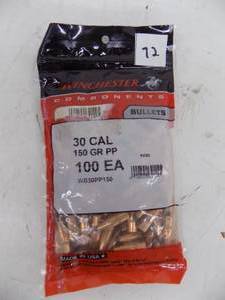 72
WINCHESTER
COMPONENTS
BULLETS
30 CAL
150 GR PP
100 EA
WB30PP150
MADE IN USA